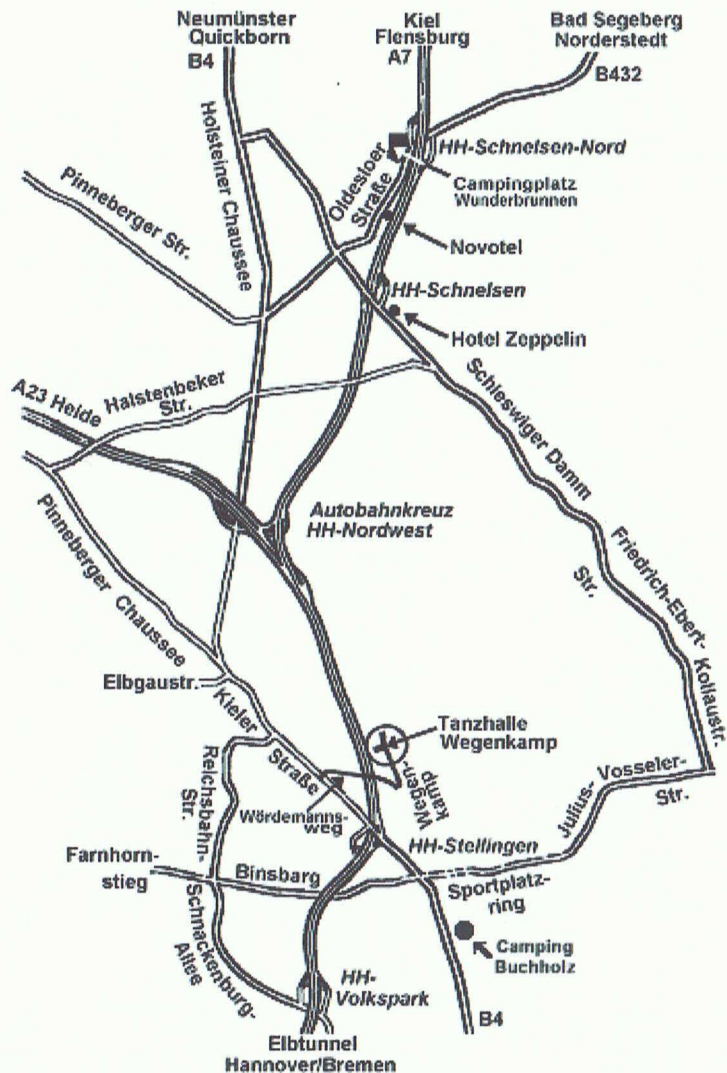 Neumünster
Quickborn
B4
Kiel
Flensburg
A7
Bad Segeberg
Norderstedt
B432
Holsteiner Chaussee
HH-Schnelsen-Nord
Oldesloer
Straße
Campingplatz
Wunderbrunnen
Pinneberger Str.
Novotel
HH-Schnelsen
Hotel Zeppelin
Halstenbeker
Str.
A23 Heide
Schleswiger Damm
Autobahnkreuz
HH-Nordwest
Pinneberger Chaussee
Friedrich-Ebert-
Str.
Kollaustr.
Elbgaustr.
Kieler
Straße
Tanzhalle
Wegenkamp
Wegen-
kamp
Reichsbahn-
Str.
Wördemanns-
weg
Julius-
Vosseler-
Str.
HH-Stellingen
Farnhorn-
stieg
Binsbarg
Sportplatz-
ring
Schnackenburg-
Allee
Camping
Buchholz
HH-
Volkspark
B4
Elbtunnel
Hannover/Bremen